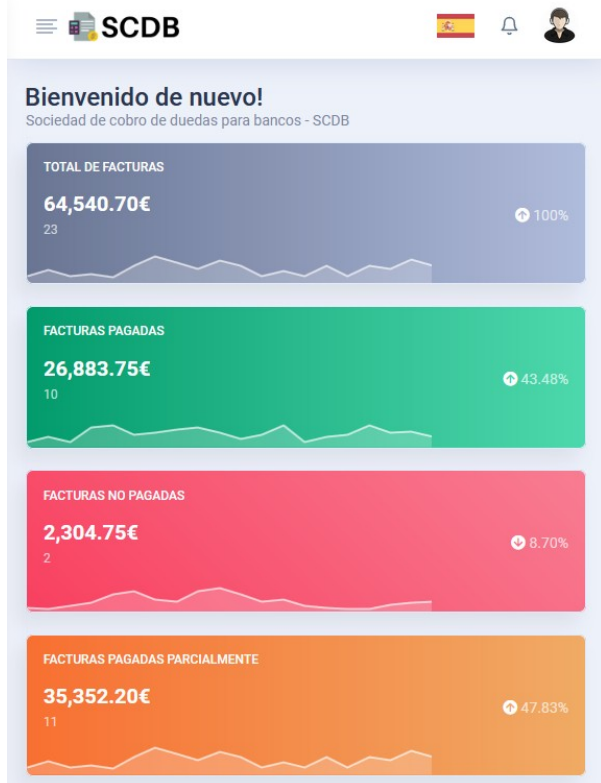 SCDB
Bienvenido de nuevo!
Sociedad de cobro de duedas para bancos - SCDB
TOTAL DE FACTURAS
64,540.70€
23
100%
FACTURAS PAGADAS
26,883.75€
10
43.48%
FACTURAS NO PAGADAS
2,304.75€
2
8.70%
FACTURAS PAGADAS PARCIALMENTE
35,352.20€
11
47.83%